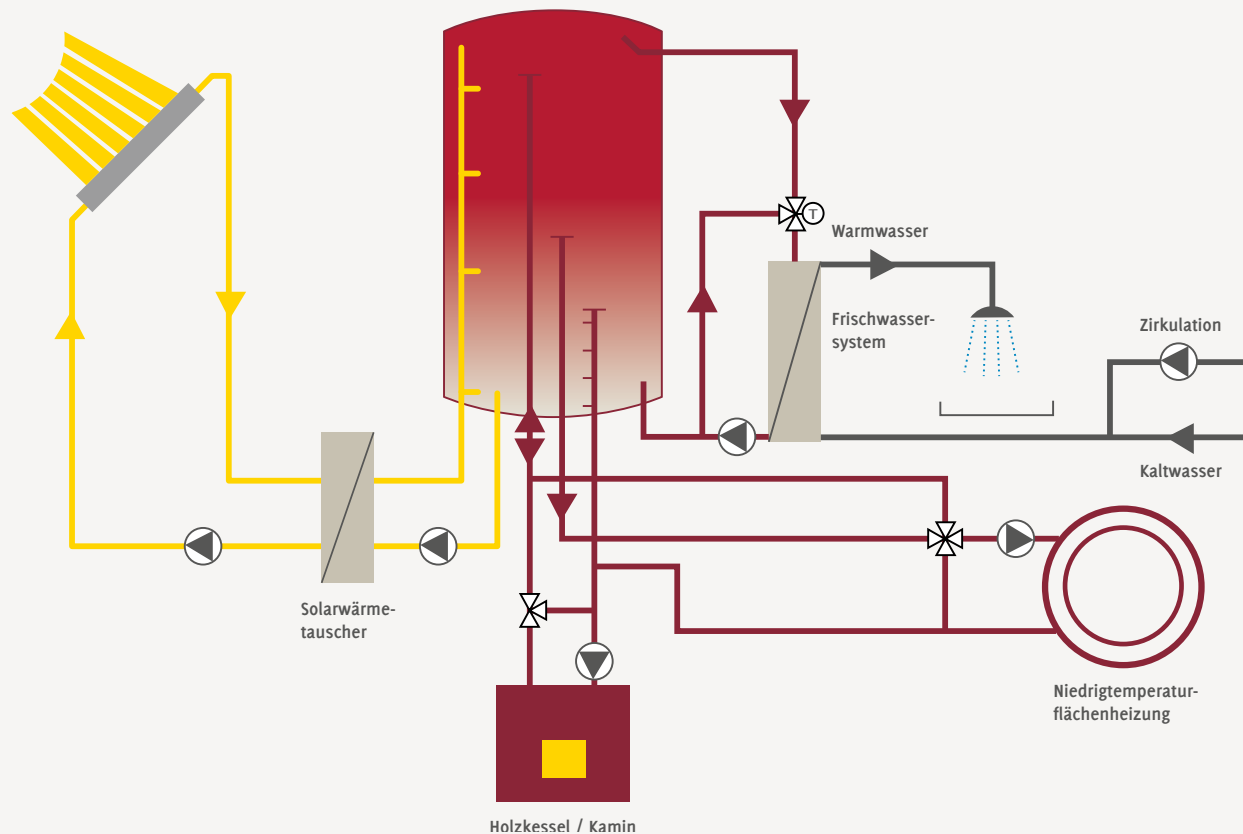 T
Warmwasser
Frischwasser-
system
Zirkulation
Kaltwasser
Solarwärme-
tauscher
Niedrigtemperatur-
flächenheizung
Holzkessel / Kamin